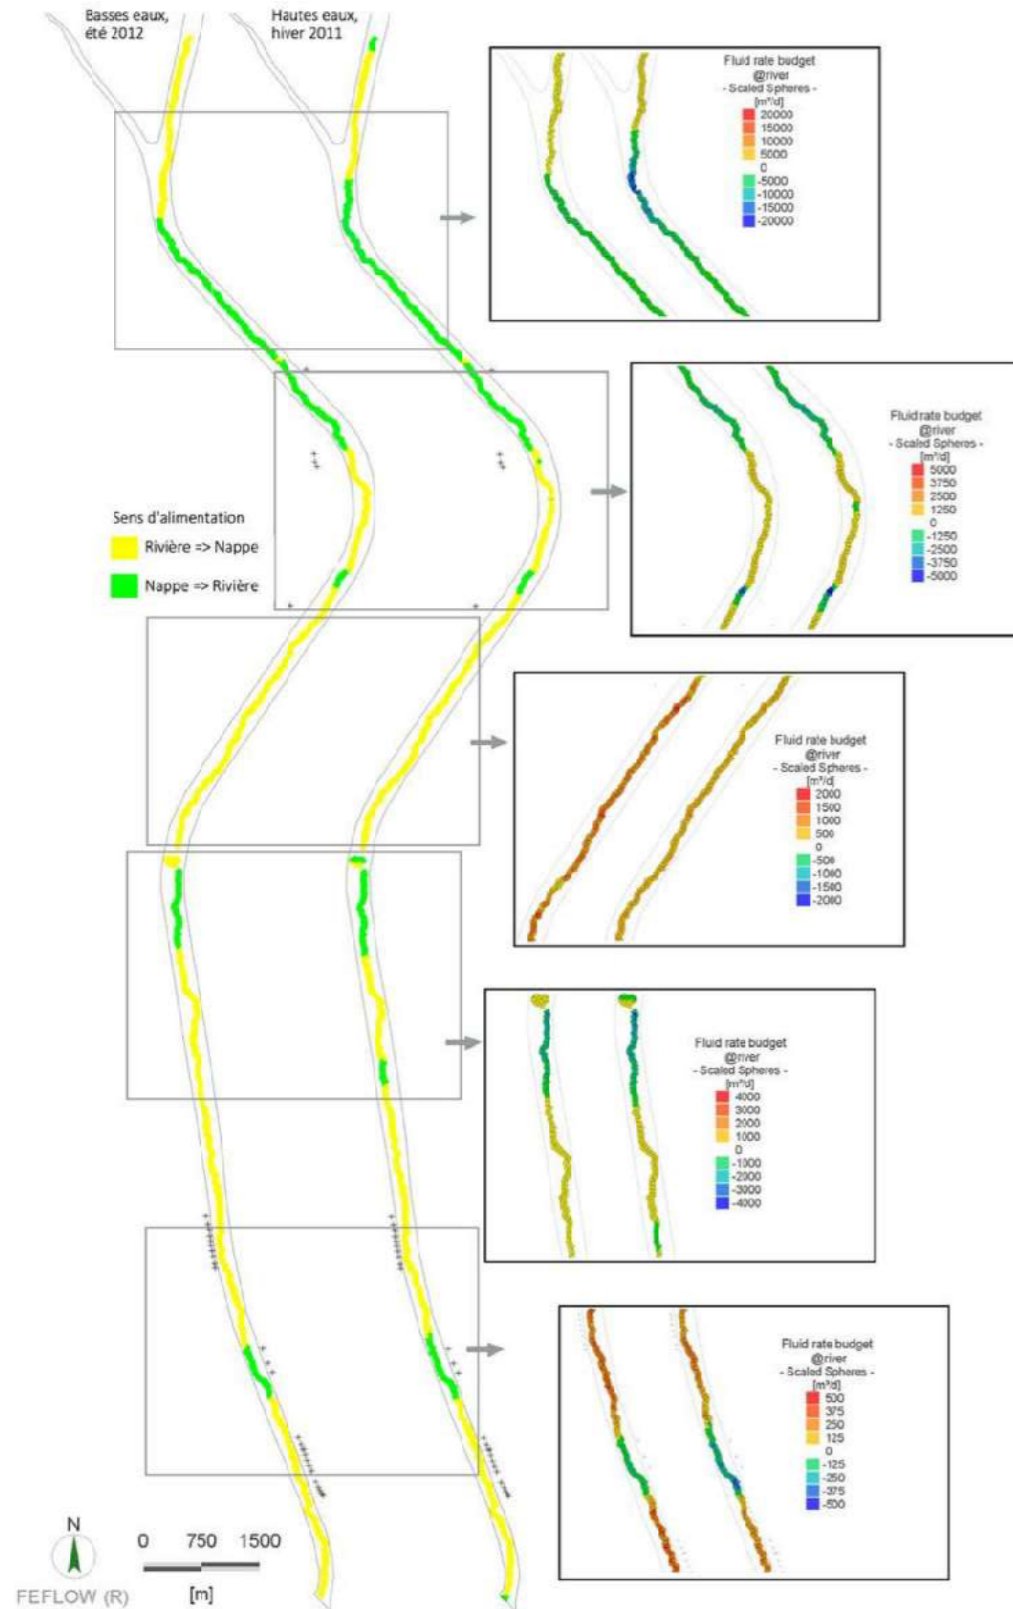 Basses eaux,
été 2012
Hautes eaux,
hiver 2011
Fluid rate budget
@river
- Scaled Spheres -
[m³/d]
20000
15000
10000
5000
0
-5000
-10000
-15000
-20000
Fluid rate budget
@river
- Scaled Spheres -
[m³/d]
5000
3750
2500
1250
0
-1250
-2500
-3750
-5000
Sens d'alimentation
Rivière => Nappe
Nappe => Rivière
Fluid rate budget
@river
- Scaled Spheres -
[m³/d]
2000
1500
1000
500
0
-500
-1000
-1500
-2000
Fluid rate budget
@river
- Scaled Spheres -
[m³/d]
4000
3000
2000
1000
0
-1000
-2000
-3000
-4000
Fluid rate budget
@river
- Scaled Spheres -
[m³/d]
500
375
250
125
0
-125
-250
-375
-500
N
0 750 1500
[m]
FEFLOW (R)